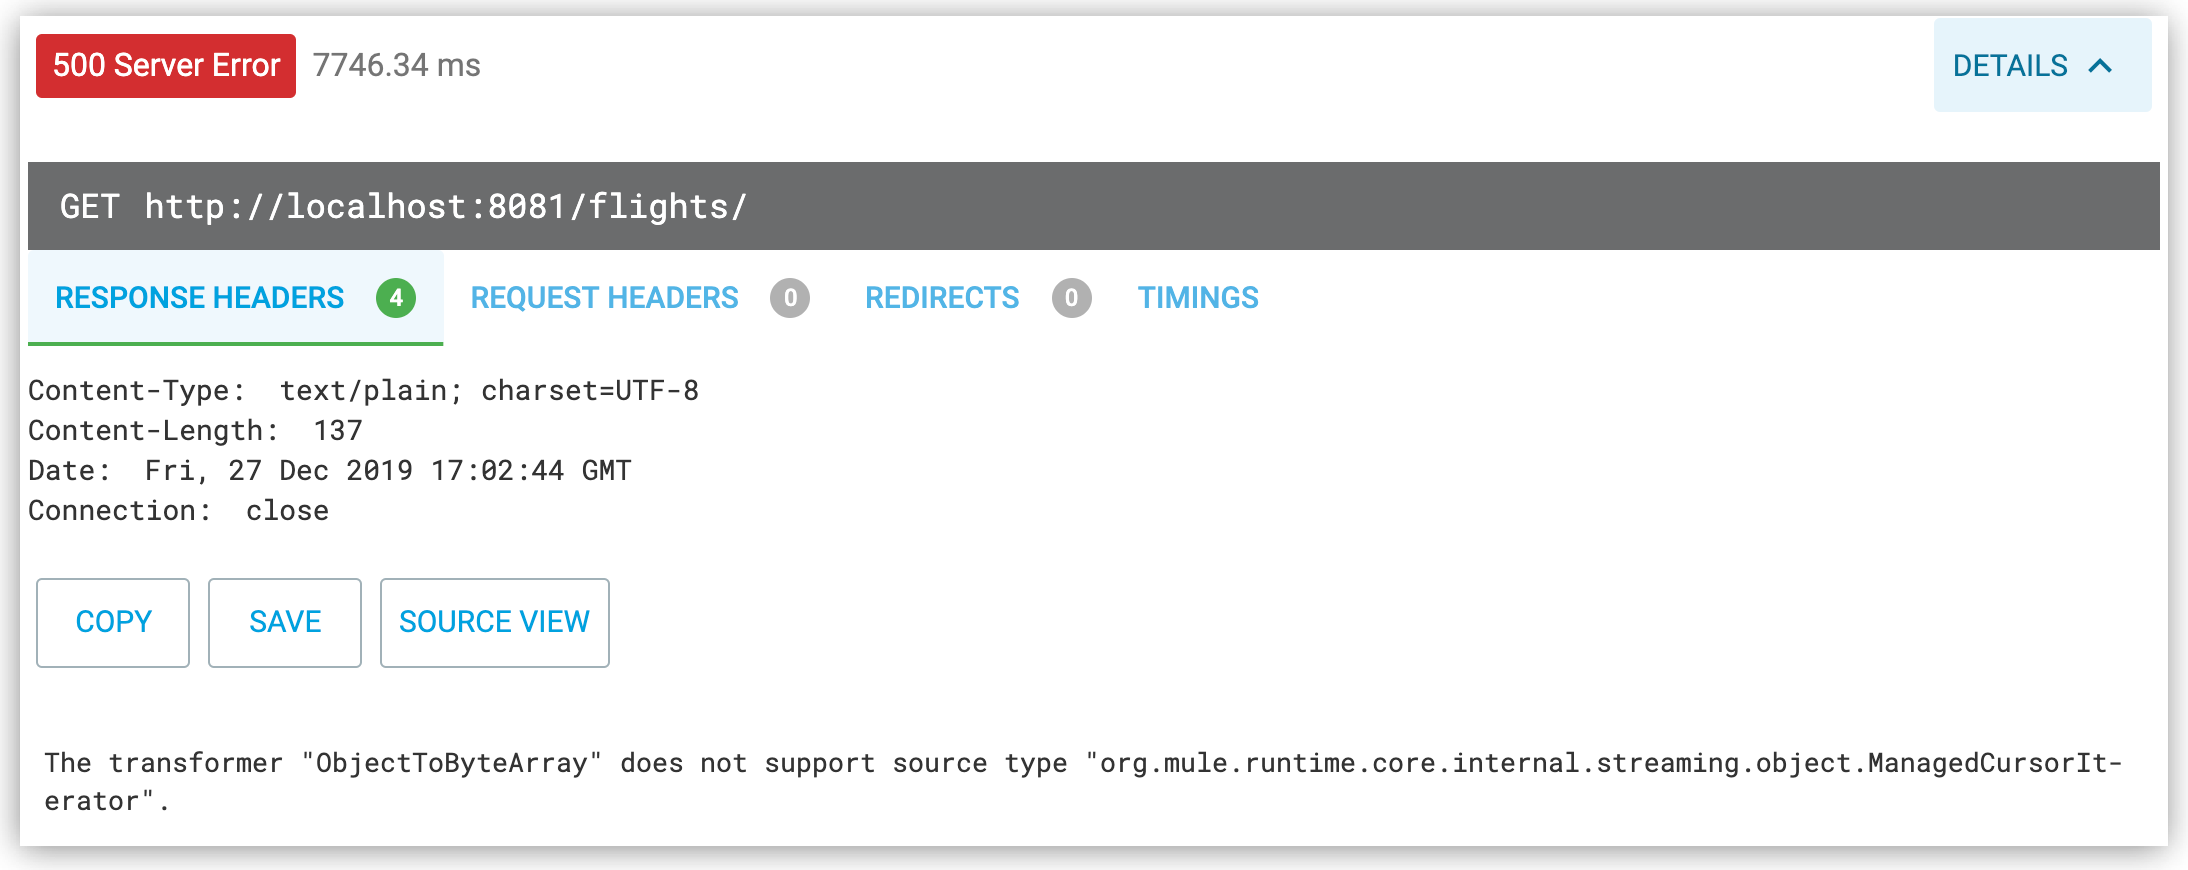 500 Server Error 7746.34 ms DETAILS
GET http://localhost:8081/flights/
RESPONSE HEADERS 4 REQUEST HEADERS 0 REDIRECTS 0 TIMINGS
Content-Type: text/plain; charset=UTF-8
Content-Length: 137
Date: Fri, 27 Dec 2019 17:02:44 GMT
Connection: close
COPY SAVE SOURCE VIEW
The transformer "ObjectToByteArray" does not support source type "org.mule.runtime.core.internal.streaming.object.ManagedCursorIt-
erator".